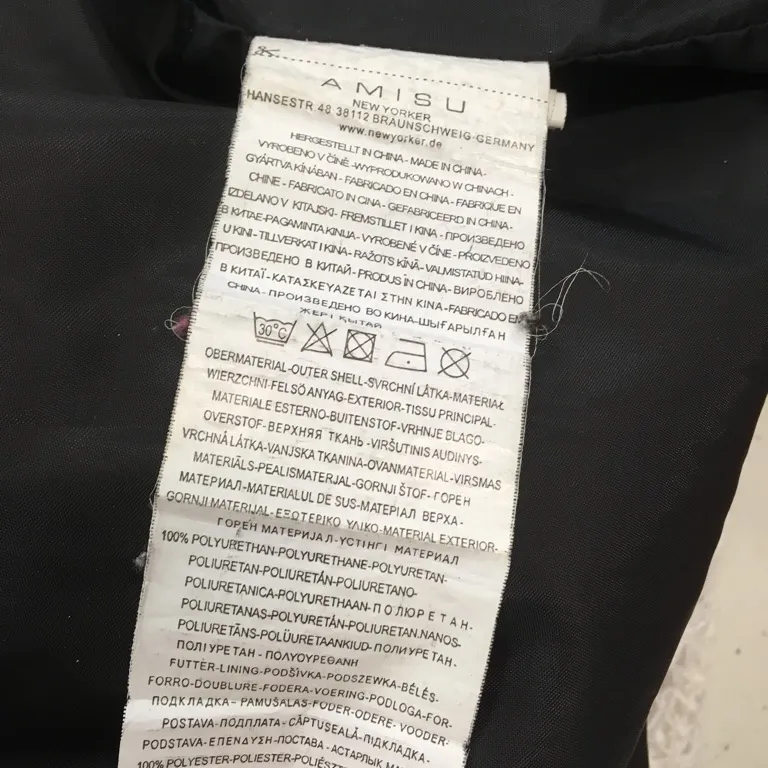 AMISU
NEW YORKER
HANSESTR 48 38112 BRAUNSCHWEIG-GERMANY
www.newyorker.de
HERGESTELLT IN CHINA - MADE IN CHINA -
VYROBENO V ČÍNĚ -WYPRODUKOWANO W CHINACH -
GYÁRTVA KÍNÁBAN - FABRICADO EN CHINA - FABRIQUE EN
CHINE - FABRICATO IN CINA - GEFABRICEERD IN CHINA -
IZDELANO V KITAJSKI- FREMSTILLET I KINA - ПРОИЗВЕДЕНО
В КИТАЕ-PAGAMINTA KINIJA- VYROBENÉ V ČÍNE - PROIZVEDENO
U KINI - TILLVERKAT I KINA - RAŽOTS ĶĪNĀ - VALMISTATUD HIINA-
ПРОИЗВЕДЕНО В КИТАЙ - PRODUS ÎN CHINA - ВИРОБЛЕНО
В КИТАЇ - ΚΑΤΑΣΚΕΥΑΖΕΤΑΙ ΣΤΗΝ ΚΙΝΑ - FABRICADO EN
CHINA - ПРОИЗВЕДЕНО ВО КИНА - ШЫҒАРЫЛҒАН
ЖЕРІ ҚЫТАЙ
30°C
OBERMATERIAL-OUTER SHELL-SVRCHNÍ LÁTKA-MATERIAŁ
WIERZCHNI-FELSŐ ANYAG-EXTERIOR-TISSU PRINCIPAL-
MATERIALE ESTERNO-BUITENSTOF-VRHNJE BLAGO-
OVERSTOF-ВЕРХНЯЯ ТКАНЬ-VIRŠUTINIS AUDINYS-
VRCHNÁ LÁTKA-VANJSKA TKANINA-OVANMATERIAL-VIRSMAS
MATERIĀLS-PEALISMATERJAL-GORNJI ŠTOF-ГОРЕН
МАТЕРИАЛ-MATERIALUL DE SUS-МАТЕРІАЛ ВЕРХА-
GORNJI MATERIJAL-ΕΞΩΤΕΡΙΚΟ ΥΛΙΚΟ-MATERIAL EXTERIOR-
ГОРЕН МАТЕРИЈАЛ-ҮСТІҢГІ МАТЕРИАЛ
100% POLYURETHAN-POLYURETHANE-POLYURETAN-
POLIURETAN-POLIURETÁN-POLIURETANO-
POLIURETANICA-POLYURETHAAN-ПОЛІУРЕТАН-
POLIURETANAS-POLYURETÁN-POLIURETAN.NANOS-
POLIURETĀNS-POLÜURETAANKIUD-ПОЛИУРЕТАН-
ПОЛІУРЕТАН-ΠΟΛΥΟΥΡΕΘΑΝΗ
FUTTER-LINING-PODŠÍVKA-PODSZEWKA-BÉLÉS-
FORRO-DOUBLURE-FODERA-VOERING-PODLOGA-FOR-
ПОДКЛАДКА-PAMUŠALAS-FODER-ODERE-VOODER-
POSTAVA-ПОДПЛАТА-CĂPTUSEALĂ-ПІДКЛАДКА-
PODSTAVA-ΕΠΕΝΔΥΣΗ-ПОСТАВА-АСТАРЛЫҚ
100% POLYESTER-POLIESTER-